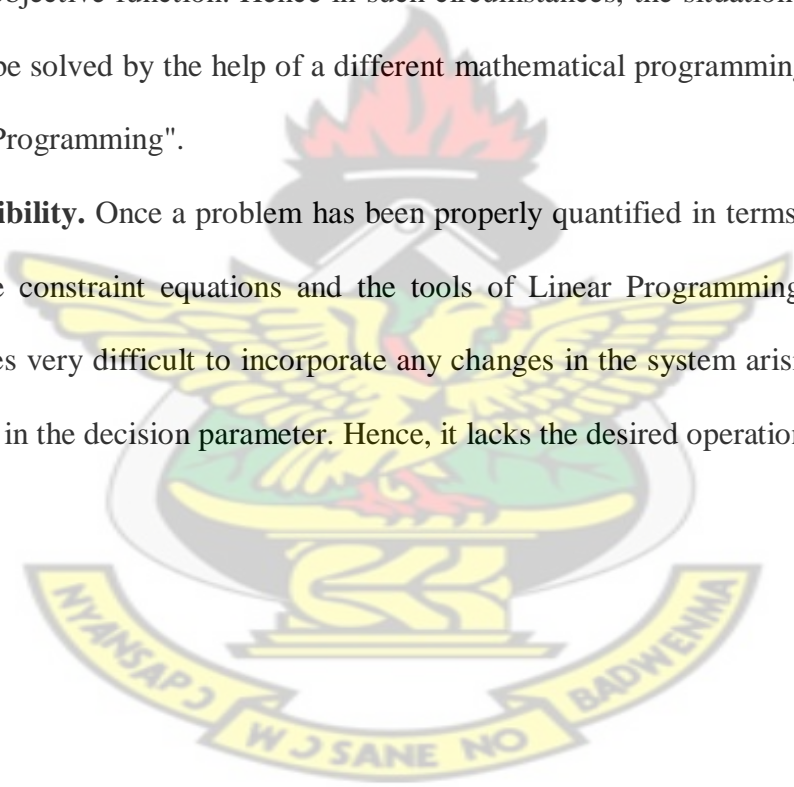 bjective function. Hence in such circumstances, the situation
be solved by the help of a different mathematical programming
Programming".
ibility. Once a problem has been properly quantified in terms
e constraint equations and the tools of Linear Programming
es very difficult to incorporate any changes in the system aris
in the decision parameter. Hence, it lacks the desired operation
NYANSAPƆ WƆSANE NO BADWENMA